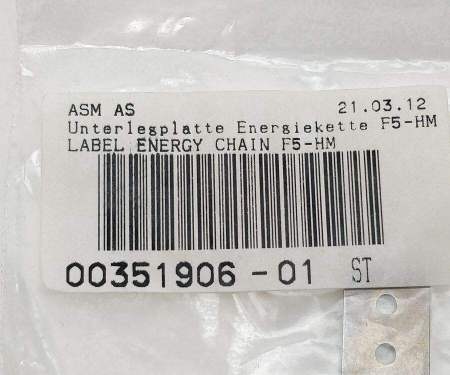 ASM AS 21.03.12
Unterlegplatte Energiekette F5-HM
LABEL ENERGY CHAIN F5-HM
00351906-01 ST